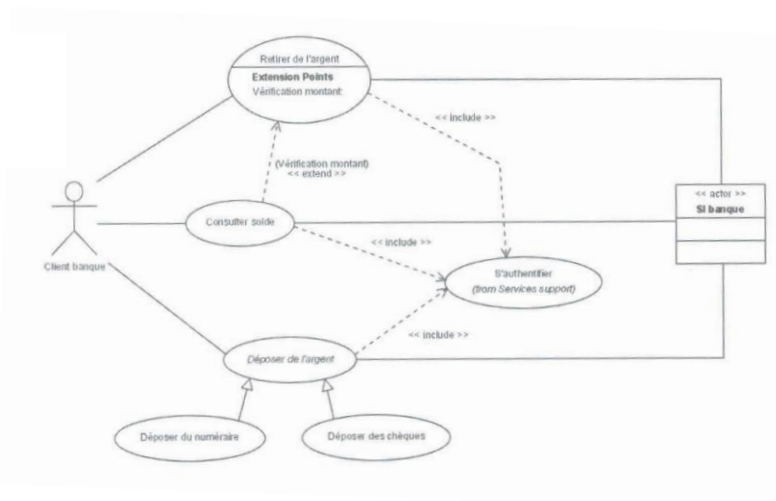 Retirer de l'argent
Extension Points
Vérification montant
<< include >>
(Vérification montant)
<< extend >>
<< actor >>
SI banque
Consulter solde
<< include >>
Client banque
S'authentifier
(from Services support)
<< include >>
Déposer de l'argent
Déposer du numéraire
Déposer des chèques